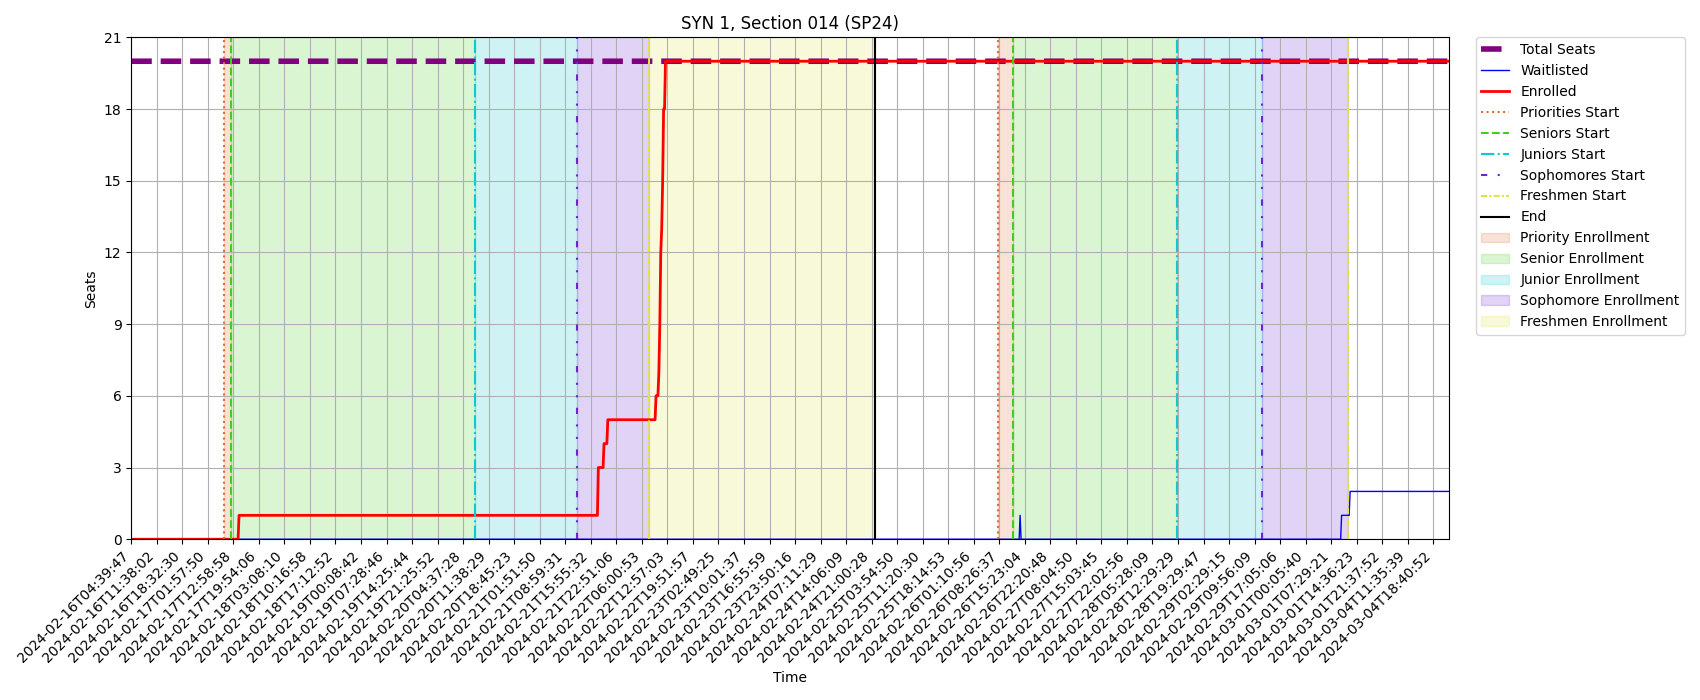 SYN 1, Section 014 (SP24)
Seats
21
18
15
12
9
6
3
0
2024-02-16T04:39:47
2024-02-16T11:38:02
2024-02-16T18:32:30
2024-02-17T01:57:50
2024-02-17T12:58:58
2024-02-17T19:54:06
2024-02-18T03:08:10
2024-02-18T10:16:58
2024-02-18T17:12:52
2024-02-19T00:08:42
2024-02-19T07:28:46
2024-02-19T14:25:44
2024-02-19T21:25:52
2024-02-20T04:37:28
2024-02-20T11:38:29
2024-02-20T18:45:23
2024-02-21T01:51:50
2024-02-21T08:59:31
2024-02-21T15:55:32
2024-02-21T22:51:06
2024-02-22T06:00:53
2024-02-22T12:57:03
2024-02-22T19:51:57
2024-02-23T02:49:25
2024-02-23T10:01:37
2024-02-23T16:55:59
2024-02-23T23:50:16
2024-02-24T07:11:29
2024-02-24T14:06:09
2024-02-24T21:00:28
2024-02-25T03:54:50
2024-02-25T11:20:30
2024-02-25T18:14:53
2024-02-26T01:10:56
2024-02-26T08:26:37
2024-02-26T15:23:04
2024-02-26T22:20:48
2024-02-27T08:04:50
2024-02-27T15:03:45
2024-02-27T22:02:56
2024-02-28T05:28:09
2024-02-28T12:29:29
2024-02-28T19:29:47
2024-02-29T02:29:15
2024-02-29T09:56:09
2024-02-29T17:05:06
2024-03-01T00:05:40
2024-03-01T07:29:21
2024-03-01T14:36:23
2024-03-01T21:37:52
2024-03-04T11:35:39
2024-03-04T18:40:52
Time
Total Seats
Waitlisted
Enrolled
Priorities Start
Seniors Start
Juniors Start
Sophomores Start
Freshmen Start
End
Priority Enrollment
Senior Enrollment
Junior Enrollment
Sophomore Enrollment
Freshmen Enrollment